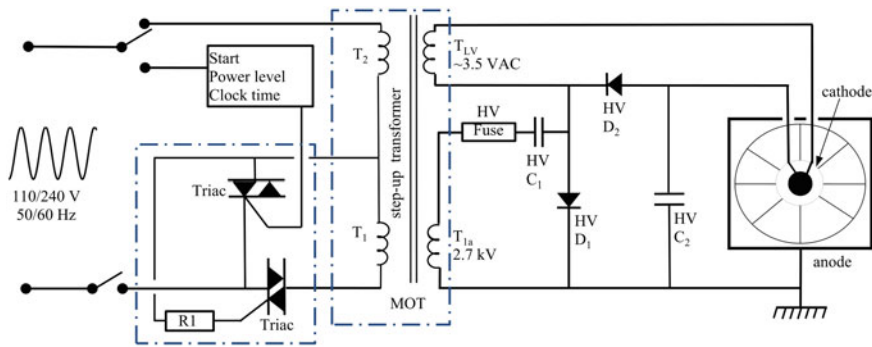 Start
Power level
Clock time
110/240 V
50/60 Hz
Triac
R1
Triac
T2
T1
step-up transformer
MOT
TLV
~3.5 VAC
HV
Fuse
HV
C1
HV
D2
HV
D1
T1a
2.7 kV
HV
C2
cathode
anode